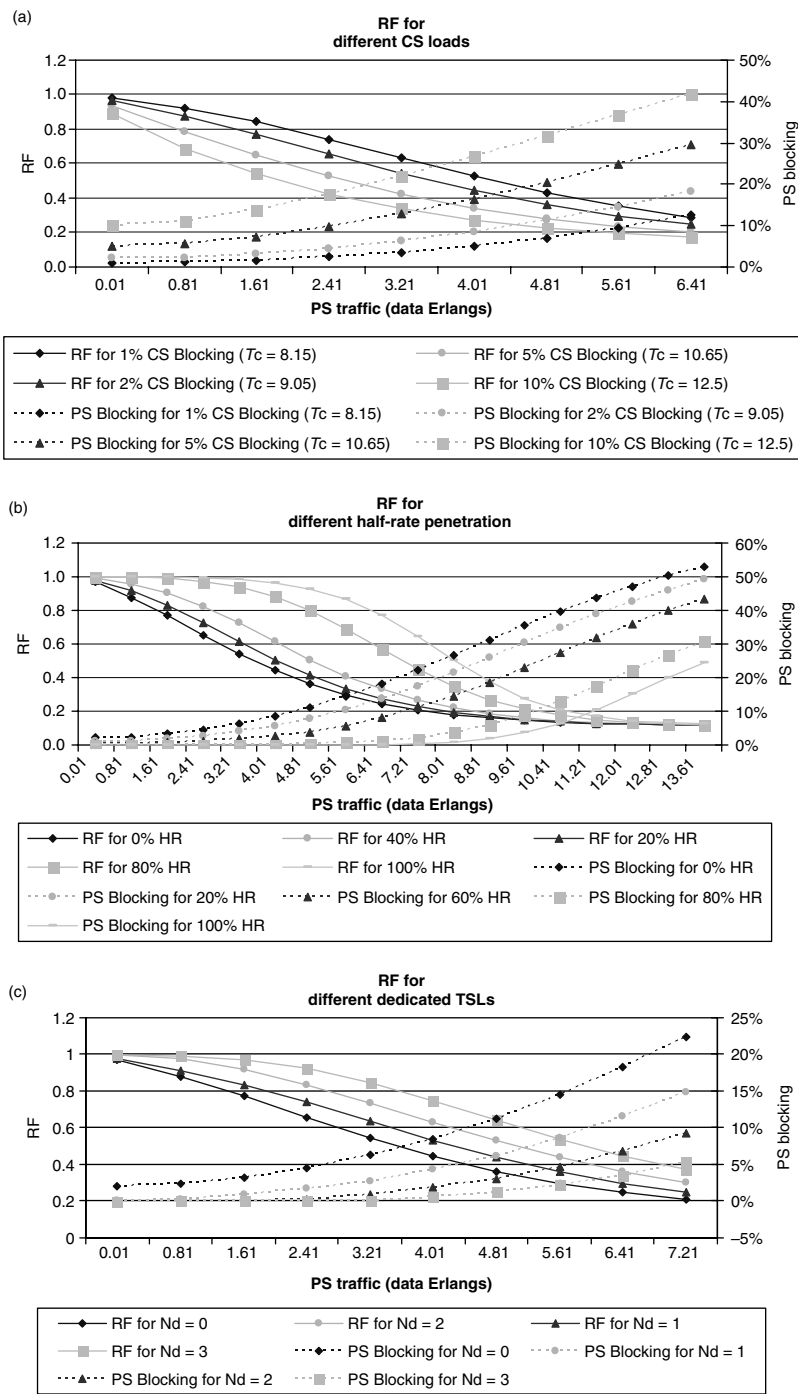 (a)
RF for
different CS loads
1.2
1.0
0.8
0.6
0.4
0.2
0.0
RF
50%
40%
30%
20%
10%
0%
PS blocking
0.01 0.81 1.61 2.41 3.21 4.01 4.81 5.61 6.41
PS traffic (data Erlangs)
RF for 1% CS Blocking (Tc = 8.15)
RF for 5% CS Blocking (Tc = 10.65)
RF for 2% CS Blocking (Tc = 9.05)
RF for 10% CS Blocking (Tc = 12.5)
PS Blocking for 1% CS Blocking (Tc = 8.15)
PS Blocking for 2% CS Blocking (Tc = 9.05)
PS Blocking for 5% CS Blocking (Tc = 10.65)
PS Blocking for 10% CS Blocking (Tc = 12.5)
(b)
RF for
different half-rate penetration
1.2
1.0
0.8
0.6
0.4
0.2
0.0
RF
60%
50%
40%
30%
20%
10%
0%
PS blocking
0.01 0.81 1.61 2.41 3.21 4.01 4.81 5.61 6.41 7.21 8.01 8.81 9.61 10.41 11.21 12.01 12.81 13.61
PS traffic (data Erlangs)
RF for 0% HR
RF for 40% HR
RF for 20% HR
RF for 80% HR
RF for 100% HR
PS Blocking for 0% HR
PS Blocking for 20% HR
PS Blocking for 60% HR
PS Blocking for 80% HR
PS Blocking for 100% HR
(c)
RF for
different dedicated TSLs
1.2
1
0.8
0.6
0.4
0.2
0
RF
25%
20%
15%
10%
5%
0%
–5%
PS blocking
0.01 0.81 1.61 2.41 3.21 4.01 4.81 5.61 6.41 7.21
PS traffic (data Erlangs)
RF for Nd = 0
RF for Nd = 2
RF for Nd = 1
RF for Nd = 3
PS Blocking for Nd = 0
PS Blocking for Nd = 1
PS Blocking for Nd = 2
PS Blocking for Nd = 3